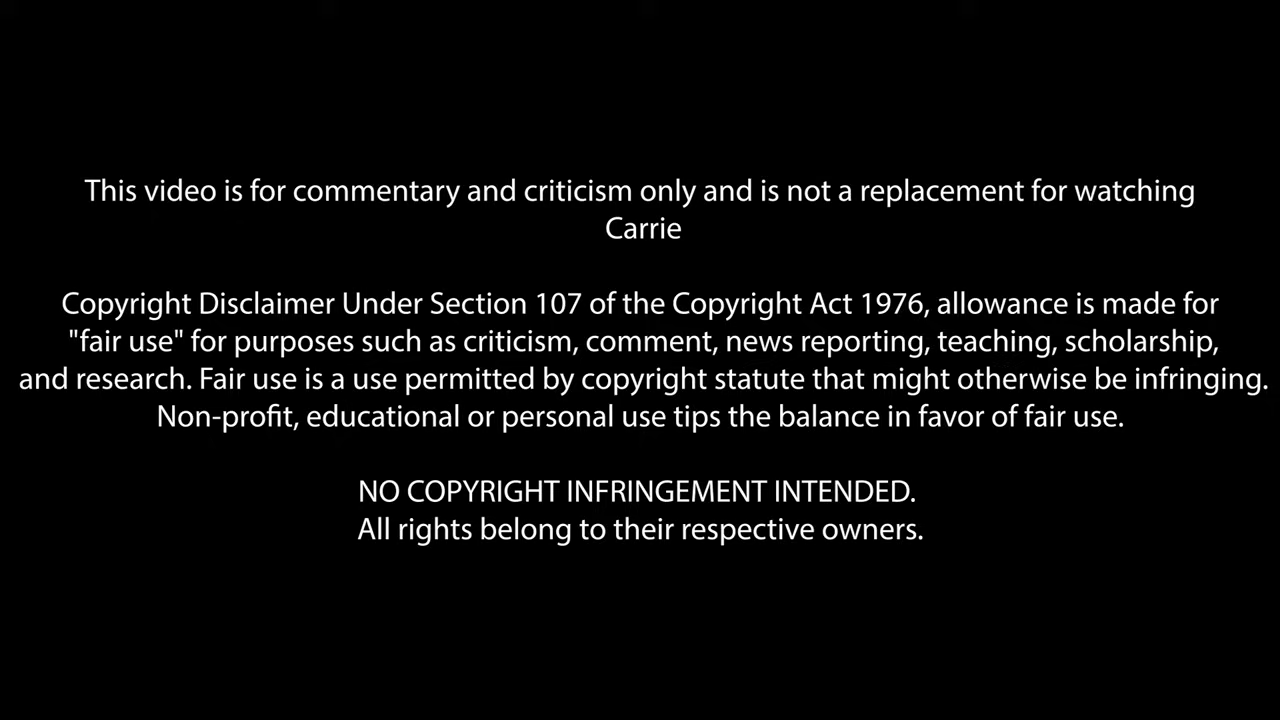 This video is for commentary and criticism only and is not a replacement for watching
Carrie
Copyright Disclaimer Under Section 107 of the Copyright Act 1976, allowance is made for
"fair use" for purposes such as criticism, comment, news reporting, teaching, scholarship,
and research. Fair use is a use permitted by copyright statute that might otherwise be infringing.
Non-profit, educational or personal use tips the balance in favor of fair use.
NO COPYRIGHT INFRINGEMENT INTENDED.
All rights belong to their respective owners.